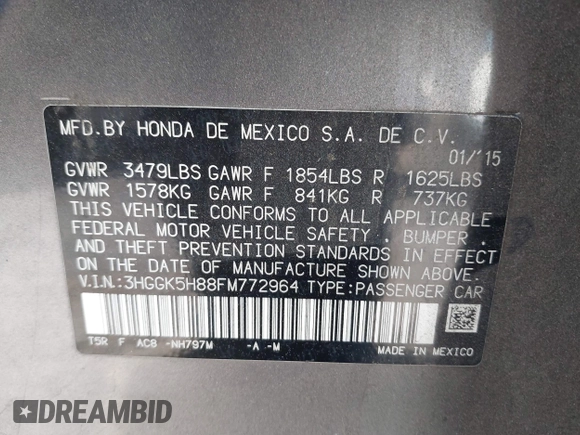 MFD.BY HONDA DE MEXICO S.A. DE C.V.
01/'15
GVWR 3479LBS GAWR F 1854LBS R 1625LBS
GVWR 1578KG GAWR F 841KG R 737KG
THIS VEHICLE CONFORMS TO ALL APPLICABLE
FEDERAL MOTOR VEHICLE SAFETY . BUMPER .
AND THEFT PREVENTION STANDARDS IN EFFECT
ON THE DATE OF MANUFACTURE SHOWN ABOVE.
V.I.N.:3HGGK5H88FM772964 TYPE:PASSENGER CAR
T5R F AC8 -NH797M -A -M
MADE IN MEXICO
DREAMBID